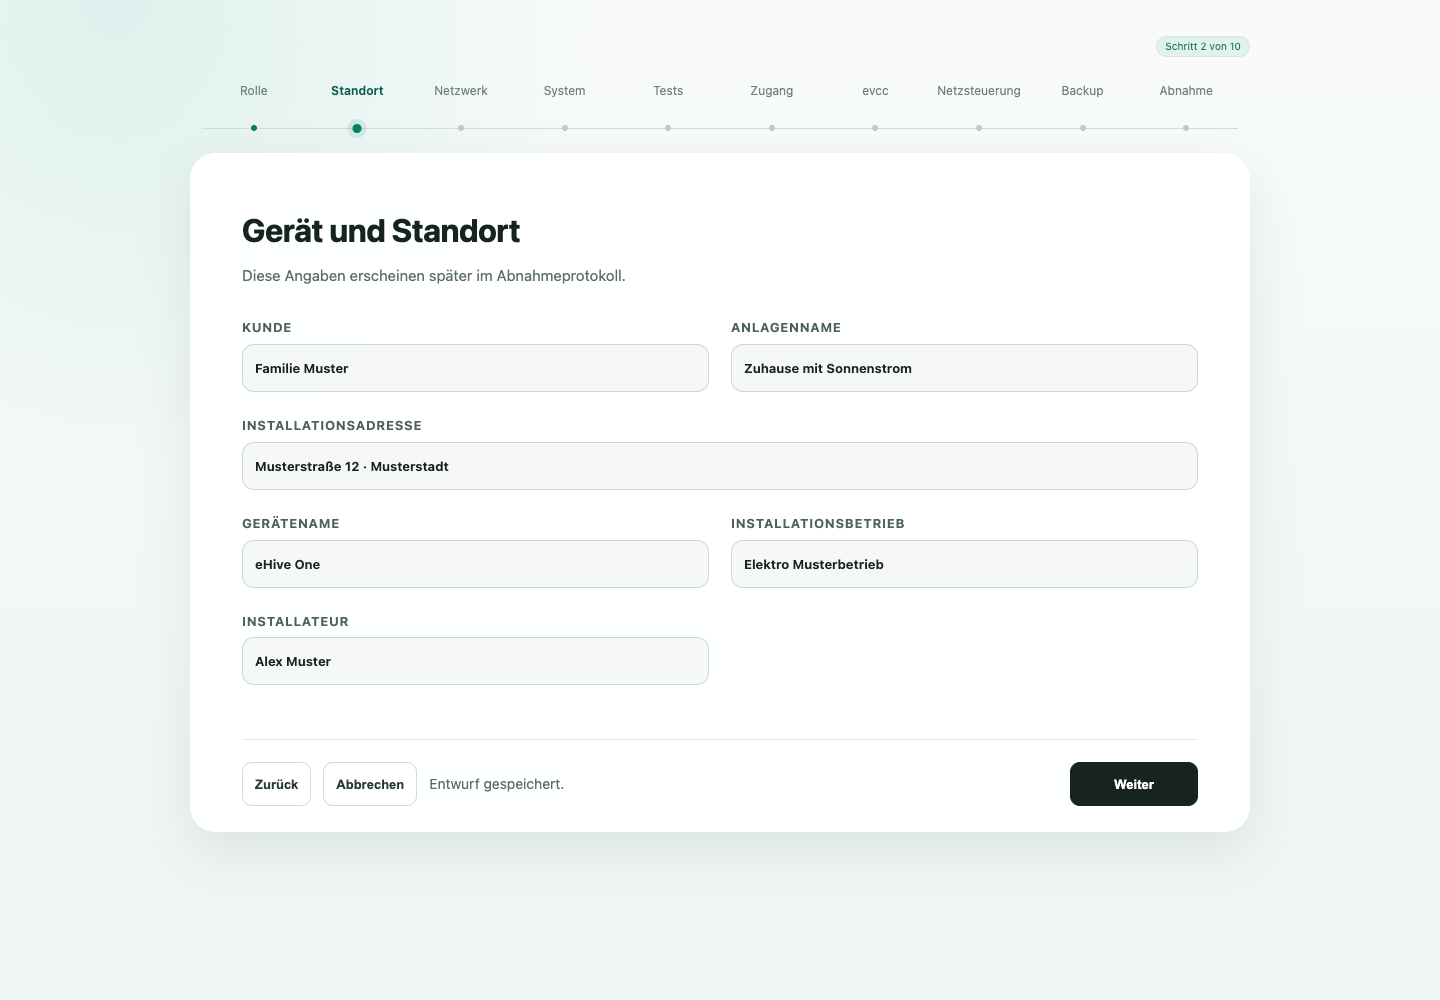 Schritt 2 von 10
Rolle Standort Netzwerk System Tests Zugang evcc Netzsteuerung Backup Abnahme
Gerät und Standort
Diese Angaben erscheinen später im Abnahmeprotokoll.
KUNDE ANLAGENNAME
Familie Muster Zuhause mit Sonnenstrom
INSTALLATIONSADRESSE
Musterstraße 12 · Musterstadt
GERÄTENAME INSTALLATIONSBETRIEB
eHive One Elektro Musterbetrieb
INSTALLATEUR
Alex Muster
Zurück Abbrechen Entwurf gespeichert. Weiter